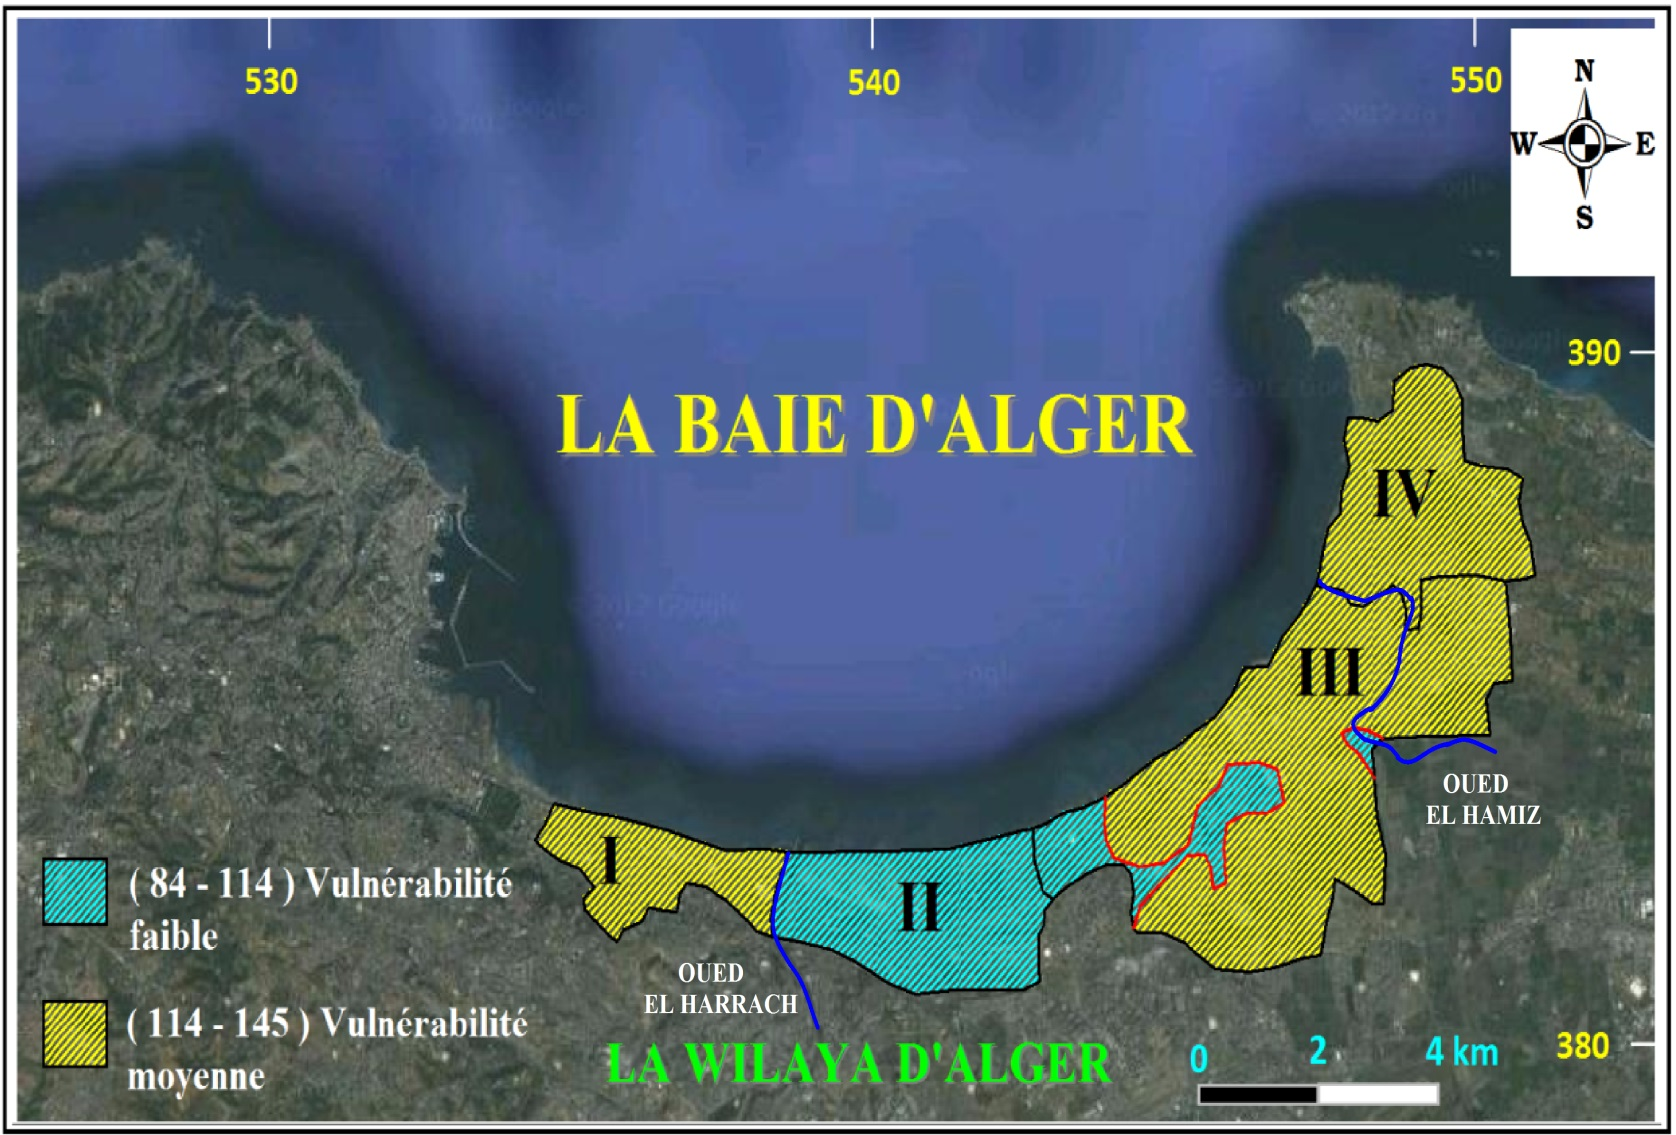 530
540
550
N
W
E
S
390
LA BAIE D'ALGER
IV
III
OUED
EL HAMIZ
I
II
( 84 - 114 ) Vulnérabilité
faible
OUED
EL HARRACH
( 114 - 145 ) Vulnérabilité
moyenne
LA WILAYA D'ALGER
0
2
4 km
380